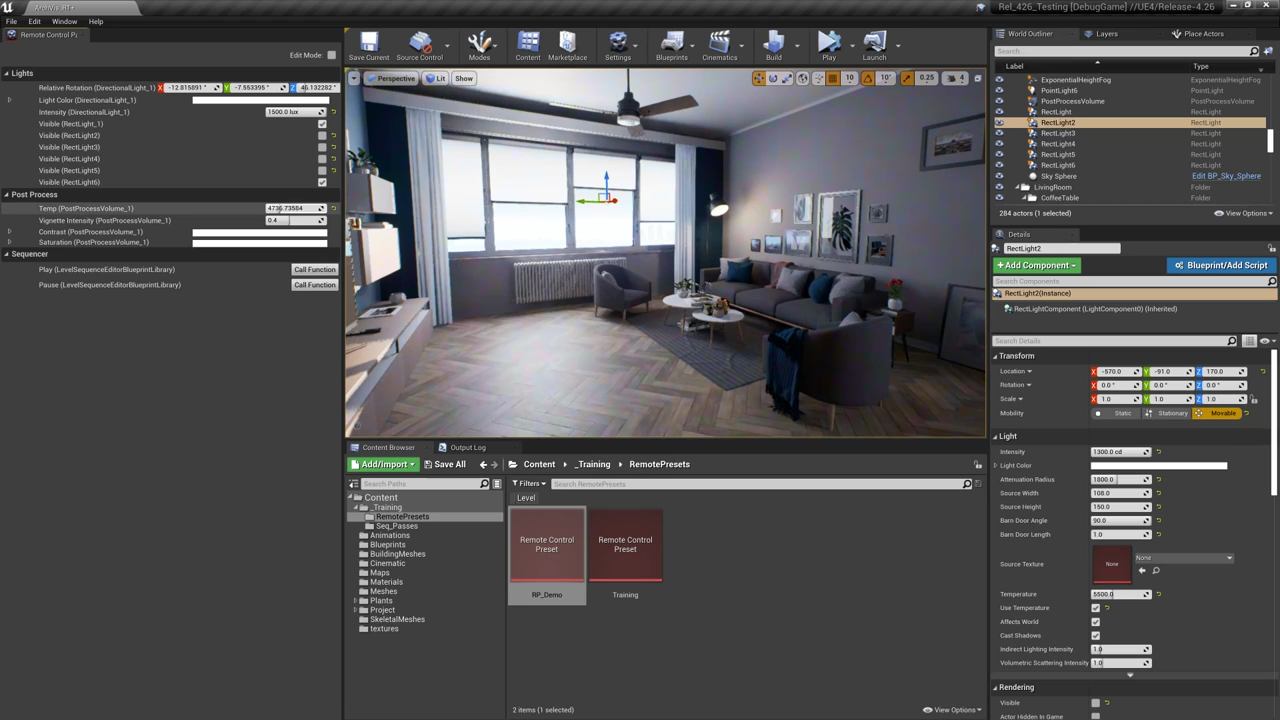 ArchVis_RT*
Rel_426_Testing [DebugGame] //UE4/Release-4.26
File Edit Window Help
Remote Control Pa
Edit Mode:
Lights
Relative Rotation (DirectionalLight_1) X -12.815891 ° Y -7.553395 ° Z 46.132282 °
Light Color (DirectionalLight_1)
Intensity (DirectionalLight_1) 1500.0 lux
Visible (RectLight_1)
Visible (RectLight2)
Visible (RectLight3)
Visible (RectLight4)
Visible (RectLight5)
Visible (RectLight6)
Post Process
Temp (PostProcessVolume_1) 4736.73584
Vignette Intensity (PostProcessVolume_1) 0.4
Contrast (PostProcessVolume_1)
Saturation (PostProcessVolume_1)
Sequencer
Play (LevelSequenceEditorBlueprintLibrary) Call Function
Pause (LevelSequenceEditorBlueprintLibrary) Call Function
Save Current Source Control Modes Content Marketplace Settings Blueprints Cinematics Build Play Launch
Perspective Lit Show 10 10° 0.25 4
Content Browser Output Log
Add/Import Save All Content _Training RemotePresets
Search Paths
Filters Search RemotePresets
Level
Content
_Training
RemotePresets
Seq_Passes
Animations
Blueprints
BuildingMeshes
Cinematic
Maps
Materials
Meshes
Plants
Project
SkeletalMeshes
textures
Remote Control
Preset
RP_Demo
Remote Control
Preset
Training
2 items (1 selected) View Options
World Outliner Layers Place Actors
Search...
Label Type
ExponentialHeightFog ExponentialHeightFog
PointLight6 PointLight
PostProcessVolume PostProcessVolume
RectLight RectLight
RectLight2 RectLight
RectLight3 RectLight
RectLight4 RectLight
RectLight5 RectLight
RectLight6 RectLight
Sky Sphere Edit BP_Sky_Sphere
LivingRoom Folder
CoffeeTable Folder
284 actors (1 selected) View Options
Details
RectLight2
+Add Component Blueprint/Add Script
Search Components
RectLight2(Instance)
RectLightComponent (LightComponent0) (Inherited)
Search Details
Transform
Location X -570.0 Y -91.0 Z 170.0
Rotation X 0.0 ° Y 0.0 ° Z 0.0 °
Scale X 1.0 Y 1.0 Z 1.0
Mobility Static Stationary Movable
Light
Intensity 1300.0 cd
Light Color
Attenuation Radius 1800.0
Source Width 108.0
Source Height 150.0
Barn Door Angle 90.0
Barn Door Length 1.0
Source Texture None None
Temperature 5500.0
Use Temperature
Affects World
Cast Shadows
Indirect Lighting Intensity 1.0
Volumetric Scattering Intensity 1.0
Rendering
Visible
Actor Hidden In Game